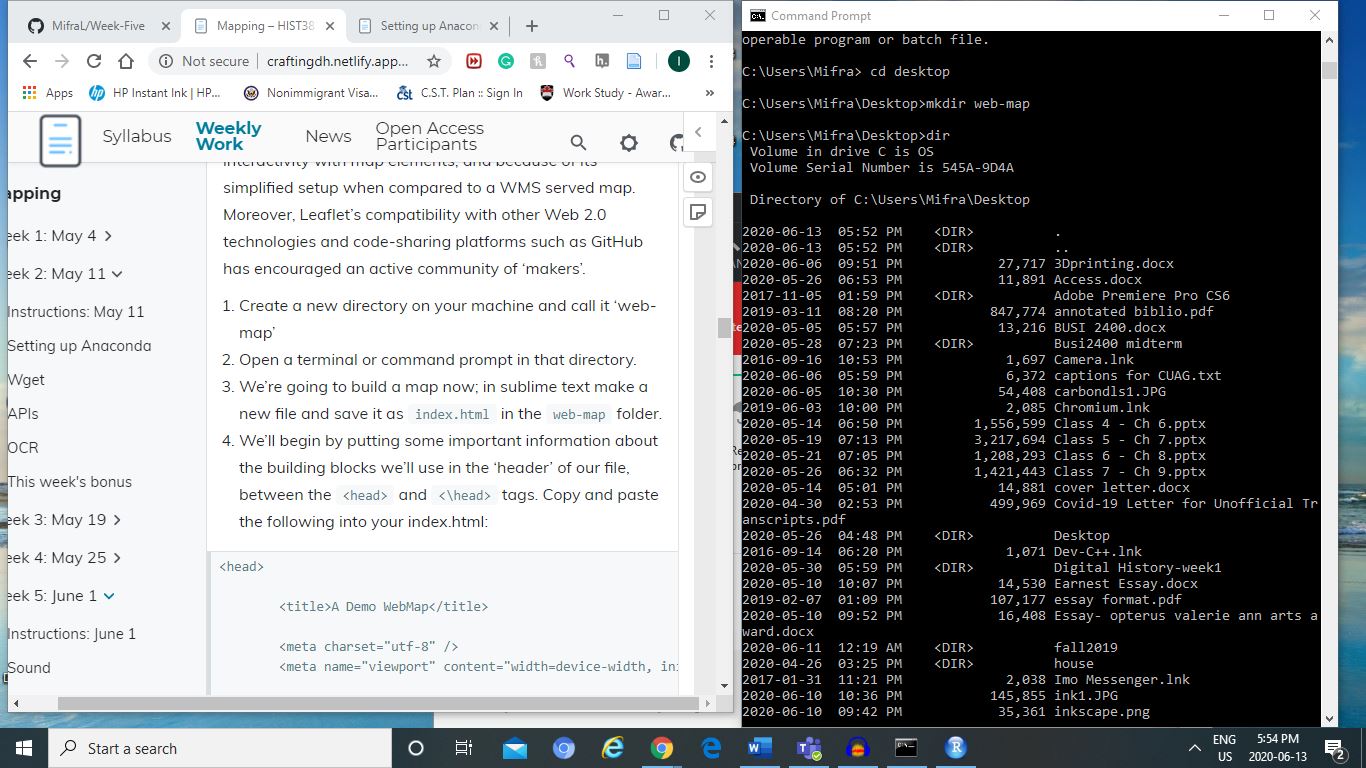 MifraL/Week-Five
Mapping – HIST38
Setting up Anacon
Not secure
craftingdh.netlify.app...
I
Apps
HP Instant Ink | HP...
Nonimmigrant Visa...
C.S.T. Plan :: Sign In
Work Study - Awar...
»
Syllabus
Weekly
Work
News
Open Access
Participants
apping
eek 1: May 4
eek 2: May 11
Instructions: May 11
Setting up Anaconda
Wget
APIs
OCR
This week's bonus
eek 3: May 19
eek 4: May 25
eek 5: June 1
Instructions: June 1
Sound
interactivity with map elements, and because of its
simplified setup when compared to a WMS served map.
Moreover, Leaflet's compatibility with other Web 2.0
technologies and code-sharing platforms such as GitHub
has encouraged an active community of 'makers'.
1. Create a new directory on your machine and call it 'web-
map'
2. Open a terminal or command prompt in that directory.
3. We're going to build a map now; in sublime text make a
new file and save it as index.html in the web-map folder.
4. We'll begin by putting some important information about
the building blocks we'll use in the 'header' of our file,
between the <head> and <\head> tags. Copy and paste
the following into your index.html:
<head>
<title>A Demo WebMap</title>
<meta charset="utf-8" />
<meta name="viewport" content="width=device-width, ini
Command Prompt
operable program or batch file.
C:\Users\Mifra> cd desktop
C:\Users\Mifra\Desktop>mkdir web-map
C:\Users\Mifra\Desktop>dir
Volume in drive C is OS
Volume Serial Number is 545A-9D4A
Directory of C:\Users\Mifra\Desktop
2020-06-13 05:52 PM <DIR> .
2020-06-13 05:52 PM <DIR> ..
2020-06-06 09:51 PM 27,717 3Dprinting.docx
2020-05-26 06:53 PM 11,891 Access.docx
2017-11-05 01:59 PM <DIR> Adobe Premiere Pro CS6
2019-03-11 08:20 PM 847,774 annotated biblio.pdf
2020-05-05 05:57 PM 13,216 BUSI 2400.docx
2020-05-28 07:23 PM <DIR> Busi2400 midterm
2016-09-16 10:53 PM 1,697 Camera.lnk
2020-06-06 05:59 PM 6,372 captions for CUAG.txt
2020-06-05 10:30 PM 54,408 carbondls1.JPG
2019-06-03 10:00 PM 2,085 Chromium.lnk
2020-05-14 06:50 PM 1,556,599 Class 4 - Ch 6.pptx
2020-05-19 07:13 PM 3,217,694 Class 5 - Ch 7.pptx
2020-05-21 07:05 PM 1,208,293 Class 6 - Ch 8.pptx
2020-05-26 06:32 PM 1,421,443 Class 7 - Ch 9.pptx
2020-05-14 05:01 PM 14,881 cover letter.docx
2020-04-30 02:53 PM 499,969 Covid-19 Letter for Unofficial Tr
anscripts.pdf
2020-05-26 04:48 PM <DIR> Desktop
2016-09-14 06:20 PM 1,071 Dev-C++.lnk
2020-05-30 05:59 PM <DIR> Digital History-week1
2020-05-10 10:07 PM 14,530 Earnest Essay.docx
2019-02-07 01:09 PM 107,177 essay format.pdf
2020-05-10 09:52 PM 16,408 Essay- opterus valerie ann arts a
ward.docx
2020-06-11 12:19 AM <DIR> fall2019
2020-04-26 03:25 PM <DIR> house
2017-01-31 11:21 PM 2,038 Imo Messenger.lnk
2020-06-10 10:36 PM 145,855 ink1.JPG
2020-06-10 09:42 PM 35,361 inkscape.png
Start a search
ENG
US
5:54 PM
2020-06-13
2